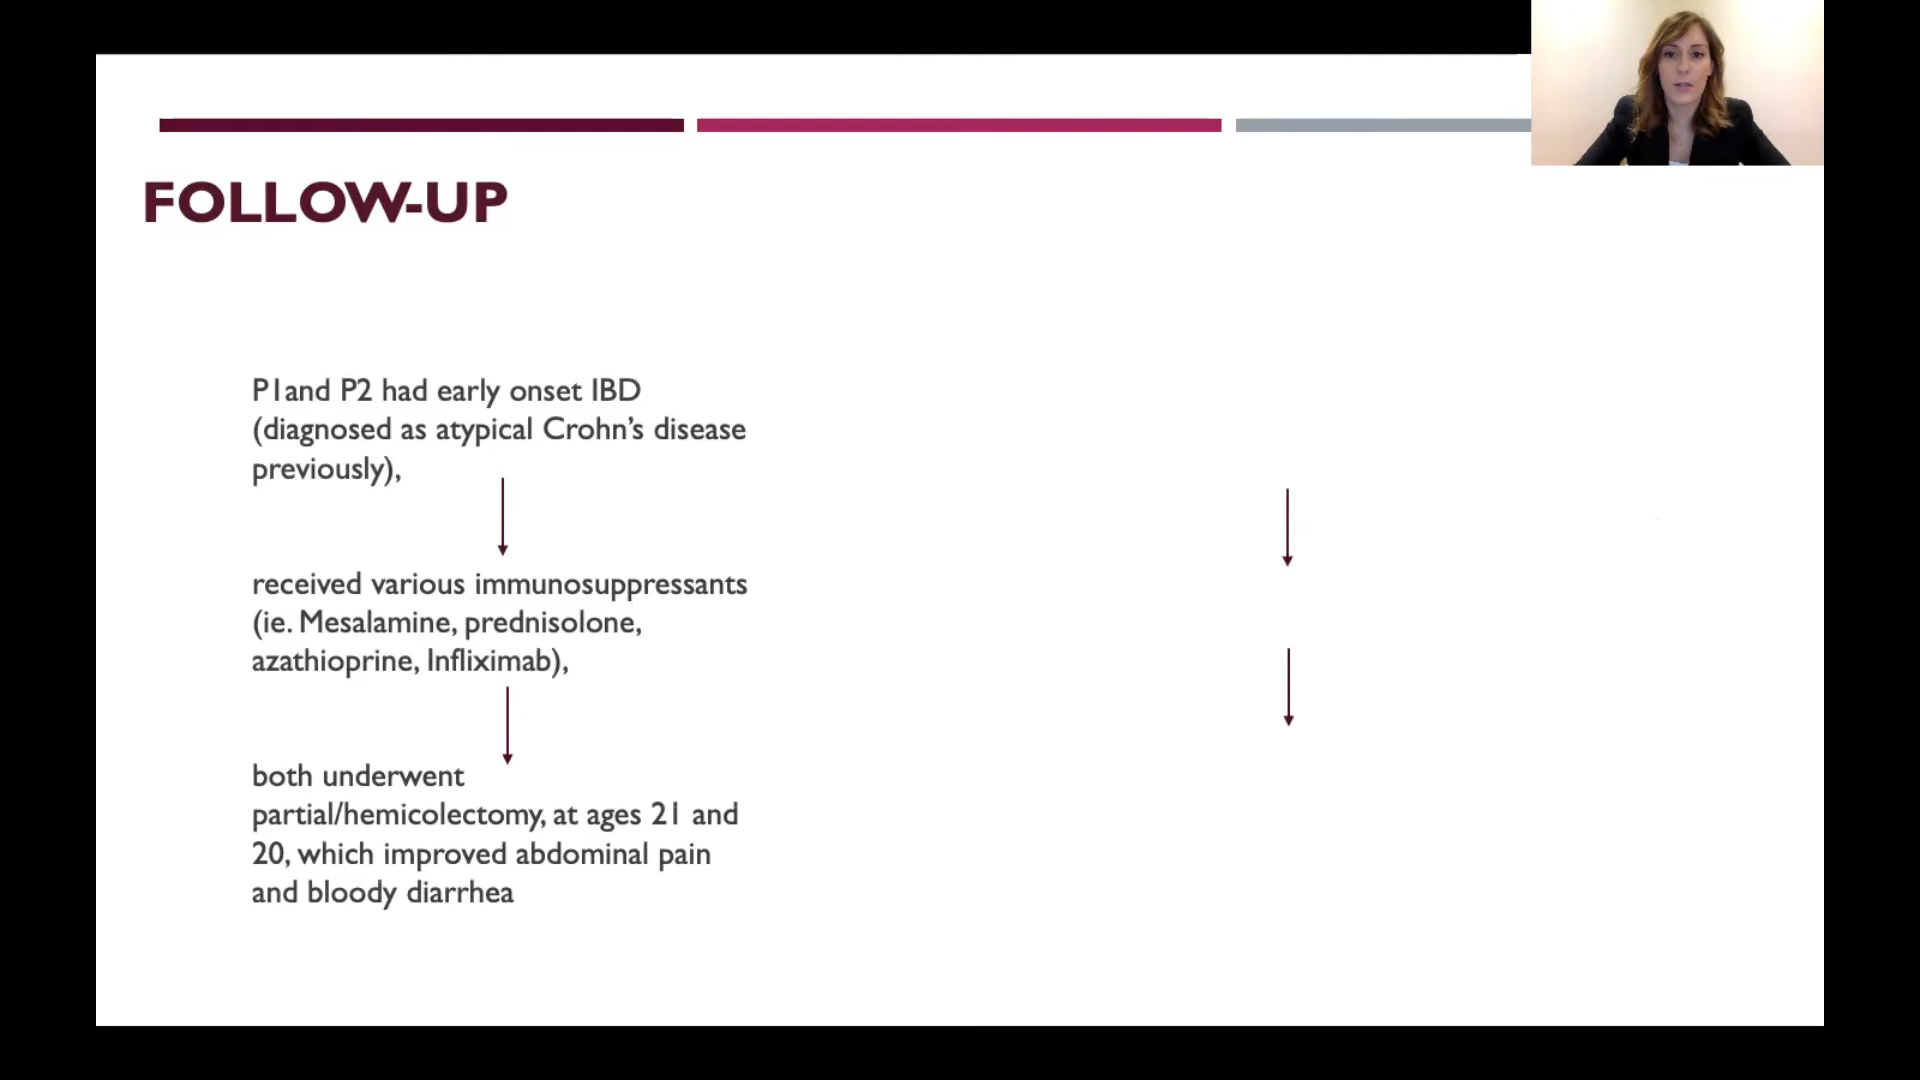 FOLLOW-UP
P1and P2 had early onset IBD
(diagnosed as atypical Crohn's disease
previously),
received various immunosuppressants
(ie. Mesalamine, prednisolone,
azathioprine, Infliximab),
both underwent
partial/hemicolectomy, at ages 21 and
20, which improved abdominal pain
and bloody diarrhea